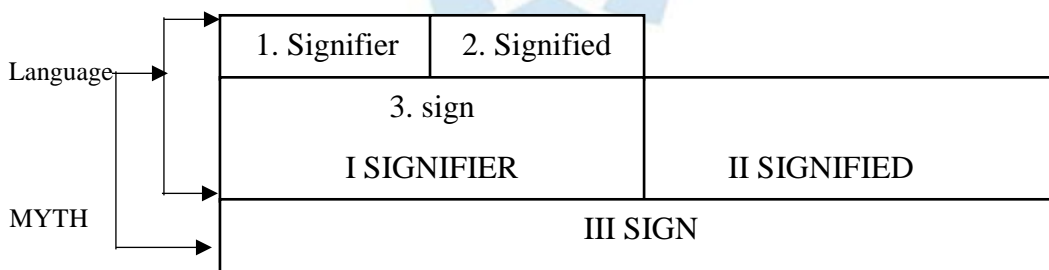 1. Signifier 2. Signified
Language
3. sign
I SIGNIFIER II SIGNIFIED
MYTH
III SIGN